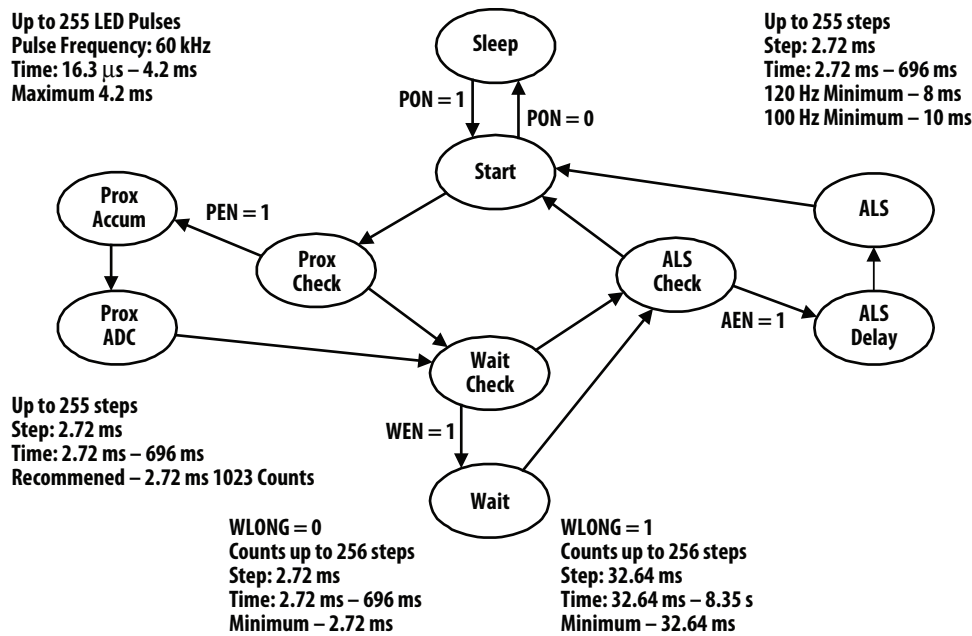 Up to 255 LED Pulses
Pulse Frequency: 60 kHz
Time: 16.3 μs – 4.2 ms
Maximum 4.2 ms
Sleep
Up to 255 steps
Step: 2.72 ms
Time: 2.72 ms – 696 ms
120 Hz Minimum – 8 ms
100 Hz Minimum – 10 ms
PON = 1
PON = 0
Start
Prox
Accum
PEN = 1
ALS
Prox
Check
ALS
Check
Prox
ADC
AEN = 1
ALS
Delay
Wait
Check
Up to 255 steps
Step: 2.72 ms
Time: 2.72 ms – 696 ms
Recommened – 2.72 ms 1023 Counts
WEN = 1
Wait
WLONG = 0
Counts up to 256 steps
Step: 2.72 ms
Time: 2.72 ms – 696 ms
Minimum – 2.72 ms
WLONG = 1
Counts up to 256 steps
Step: 32.64 ms
Time: 32.64 ms – 8.35 s
Minimum – 32.64 ms